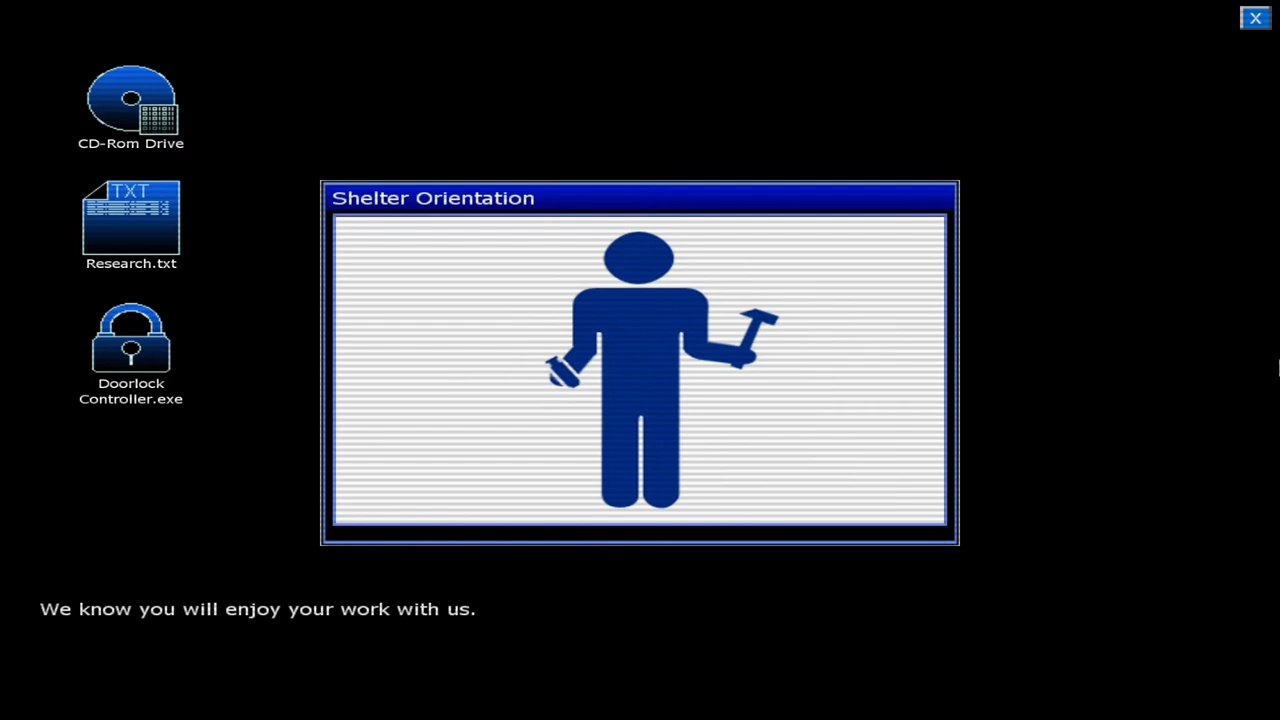 X
CD-Rom Drive
TXT
Research.txt
Doorlock
Controller.exe
Shelter Orientation
We know you will enjoy your work with us.